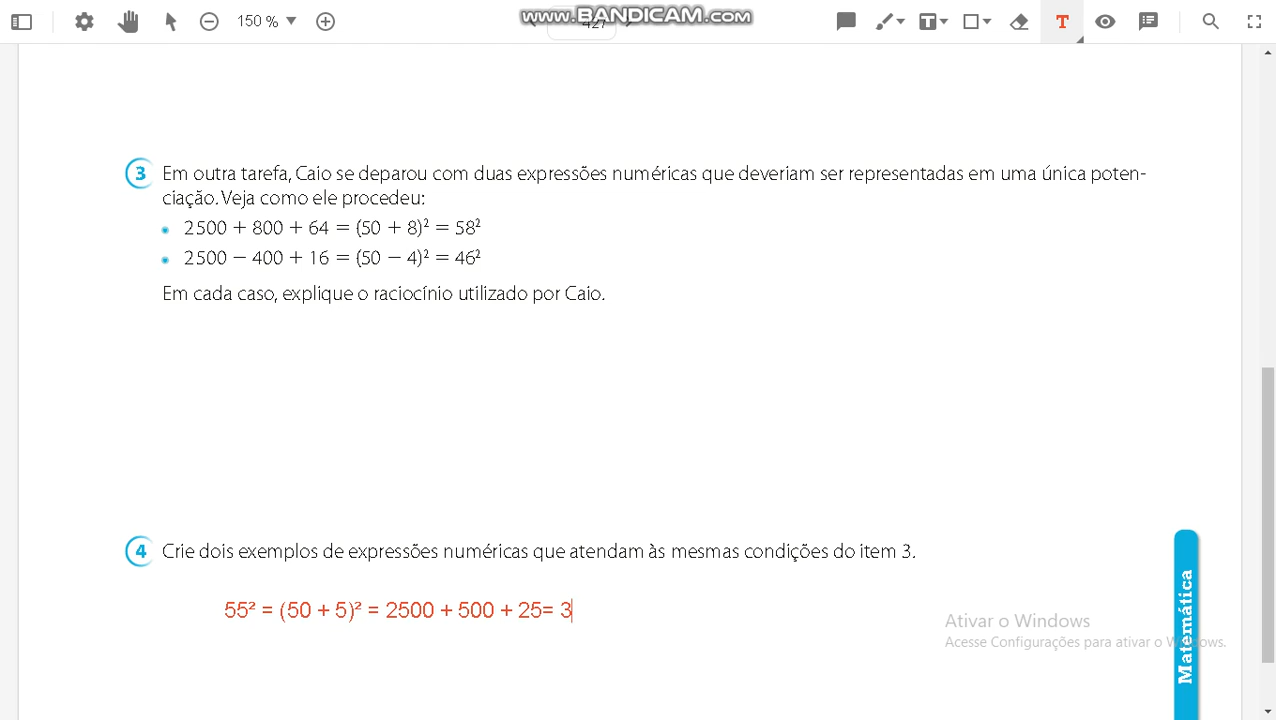 150 %
www.BANDICAM.com
427
3 Em outra tarefa, Caio se deparou com duas expressões numéricas que deveriam ser representadas em uma única poten-
ciação. Veja como ele procedeu:
• 2500 + 800 + 64 = (50 + 8)² = 58²
• 2500 − 400 + 16 = (50 − 4)² = 46²
Em cada caso, explique o raciocínio utilizado por Caio.
4 Crie dois exemplos de expressões numéricas que atendam às mesmas condições do item 3.
55² = (50 + 5)² = 2500 + 500 + 25= 3
Ativar o Windows
Acesse Configurações para ativar o Windows.
Matemática